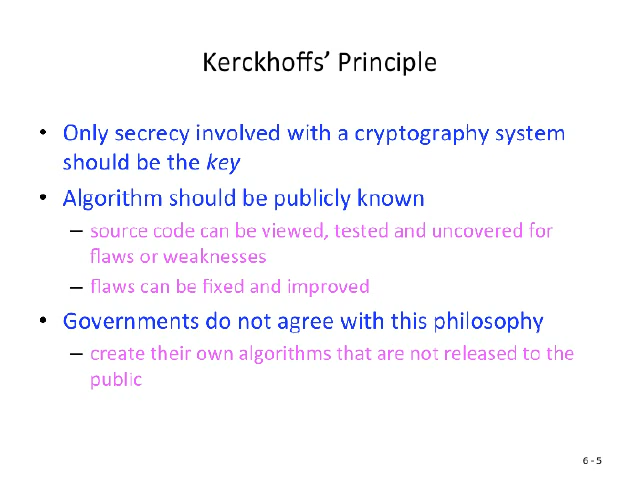 Kerckhoffs’ Principle
• Only secrecy involved with a cryptography system
should be the key
• Algorithm should be publicly known
– source code can be viewed, tested and uncovered for
flaws or weaknesses
– flaws can be fixed and improved
• Governments do not agree with this philosophy
– create their own algorithms that are not released to the
public
6 - 5